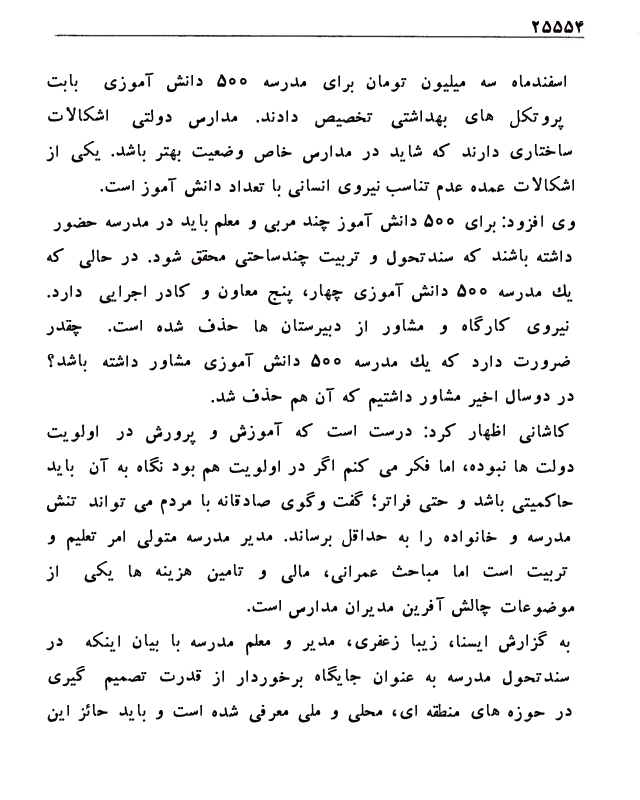 ۲۵۵۵۴
اسفندماه سه میلیون تومان برای مدرسه ۵۰۰ دانش آموزی بابت
پروتکل های بهداشتی تخصیص دادند. مدارس دولتی اشکالات
ساختاری دارند که شاید در مدارس خاص وضعیت بهتر باشد. یکی از
اشکالات عمده عدم تناسب نیروی انسانی با تعداد دانش آموز است.
وی افزود: برای ۵۰۰ دانش آموز چند مربی و معلم باید در مدرسه حضور
داشته باشند که سندتحول و تربیت چندساحتی محقق شود. در حالی که
یک مدرسه ۵۰۰ دانش آموزی چهار، پنج معاون و کادر اجرایی دارد.
نیروی کارگاه و مشاور از دبیرستان ها حذف شده است. چقدر
ضرورت دارد که یک مدرسه ۵۰۰ دانش آموزی مشاور داشته باشد؟
در دوسال اخیر مشاور داشتیم که آن هم حذف شد.
کاشانی اظهار کرد: درست است که آموزش و پرورش در اولویت
دولت ها نبوده، اما فکر می کنم اگر در اولویت هم بود نگاه به آن باید
حاکمیتی باشد و حتی فراتر؛ گفت وگوی صادقانه با مردم می تواند تنش
مدرسه و خانواده را به حداقل برساند. مدیر مدرسه متولی امر تعلیم و
تربیت است اما مباحث عمرانی، مالی و تامین هزینه ها یکی از
موضوعات چالش آفرین مدیران مدارس است.
به گزارش ایسنا، زیبا زعفری، مدیر و معلم مدرسه با بیان اینکه در
سندتحول مدرسه به عنوان جایگاه برخوردار از قدرت تصمیم گیری
در حوزه های منطقه ای، محلی و ملی معرفی شده است و باید حائز این